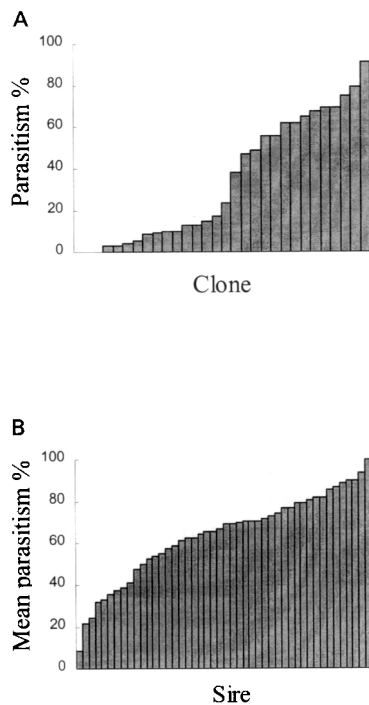 A
Parasitism %
100
80
60
40
20
0
Clone
B
Mean parasitism %
100
80
60
40
20
0
Sire